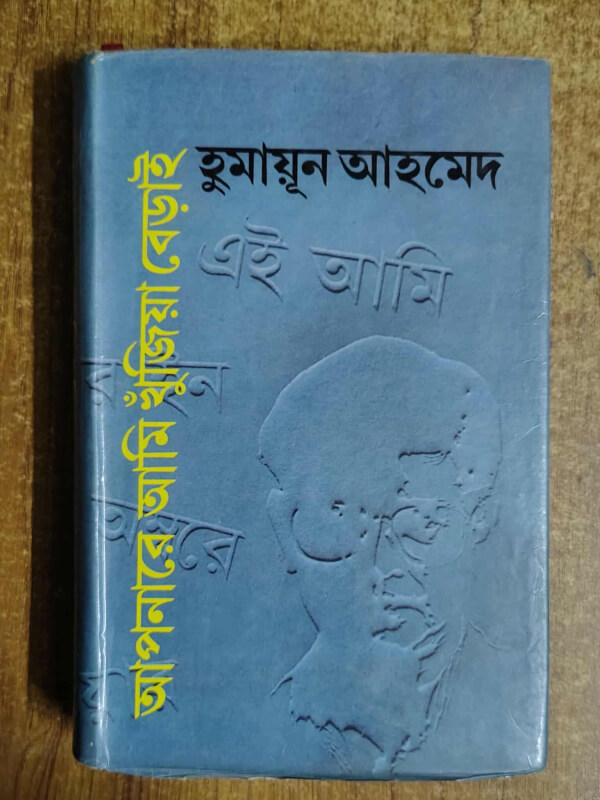 হুমায়ূন আহমেদ
আপনারে আমি খুঁজিয়া বেড়াই
এই আমি